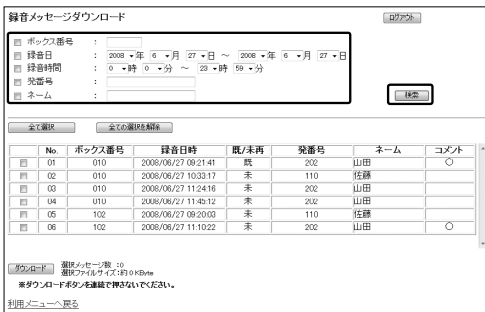 録音メッセージダウンロード ログアウト
ボックス番号 :
録音日 : 2008 年 6 月 27 日 ～ 2008 年 6 月 27 日
録音時間 : 0 時 0 分 ～ 23 時 59 分
発番号 :
ネーム : 検索
全て選択 全ての選択を解除
No. ボックス番号 録音日時 既/未再 発番号 ネーム コメント
01 010 2008/06/27 09:21:41 既 202 山田 ○
02 010 2008/06/27 10:33:17 未 110 佐藤
03 010 2008/06/27 11:24:16 未 202 山田
04 010 2008/06/27 11:45:12 未 202 山田
05 102 2008/06/27 09:20:03 未 110 佐藤
06 102 2008/06/27 11:10:22 未 202 山田 ○
ダウンロード 選択メッセージ数 :0
選択ファイルサイズ:約 0 KByte
※ダウンロードボタンを連続で押さないでください。
利用メニューへ戻る